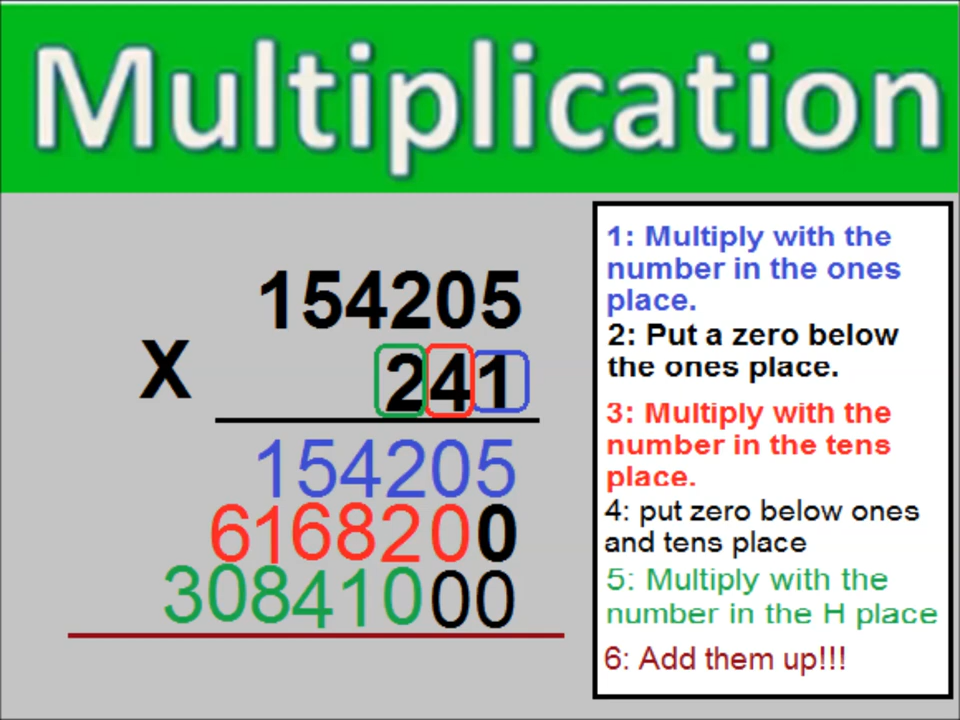 Multiplication
154205
X 241
154205
6168200
30841000
1: Multiply with the
number in the ones
place.
2: Put a zero below
the ones place.
3: Multiply with the
number in the tens
place.
4: put zero below ones
and tens place
5: Multiply with the
number in the H place
6: Add them up!!!